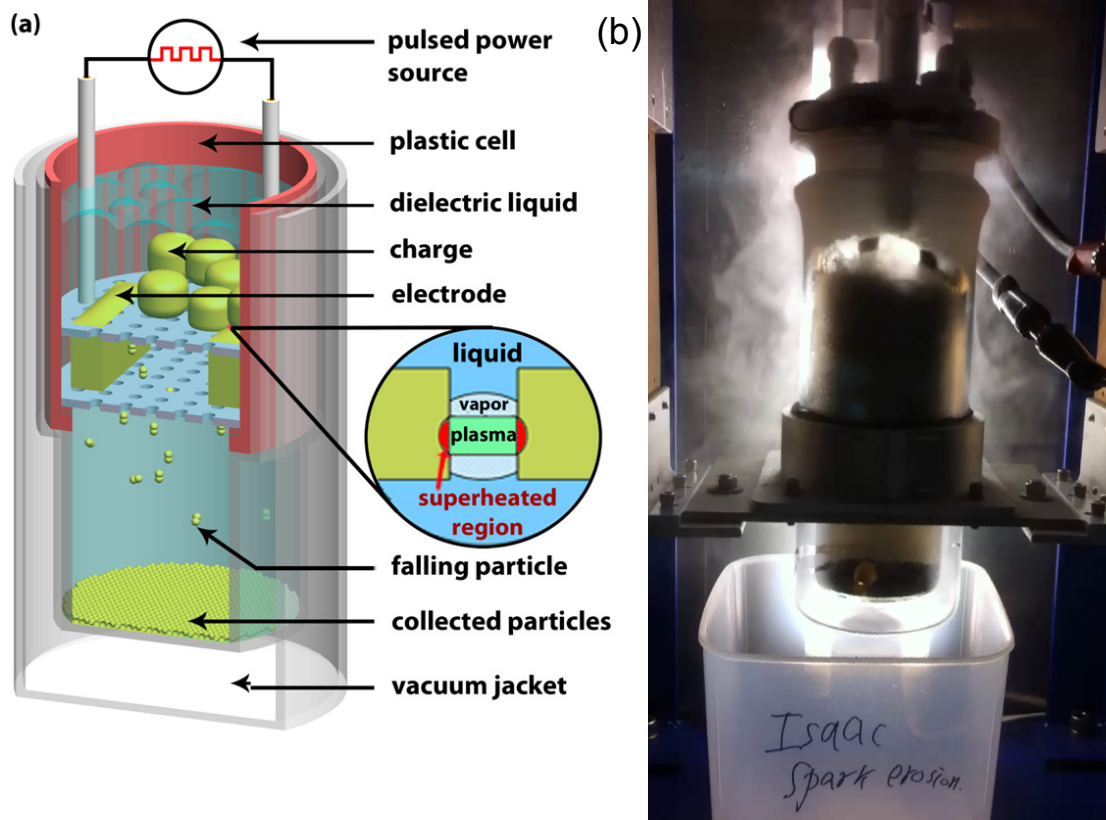 (a)
pulsed power
source
plastic cell
dielectric liquid
charge
electrode
liquid
vapor
plasma
superheated
region
falling particle
collected particles
vacuum jacket
(b)
Isaac
Spark erosion.